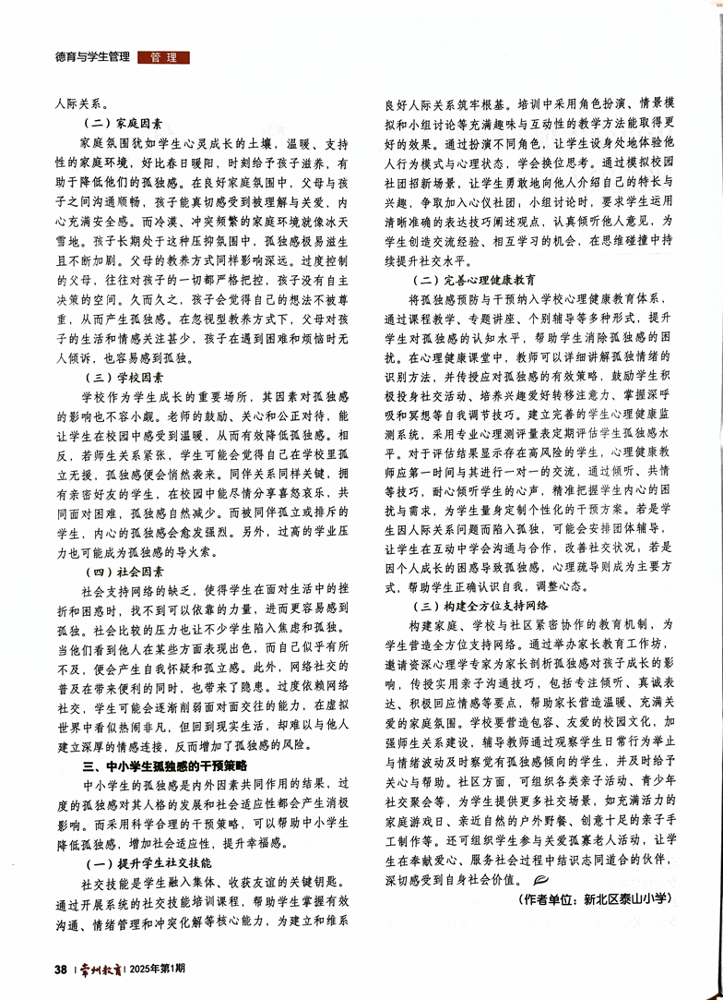 德育与学生管理 管 理
人际关系。
（二）家庭因素
家庭氛围犹如学生心灵成长的土壤，温暖、支持
性的家庭环境，好比春日暖阳，时刻给予孩子滋养，有
助于降低他们的孤独感。在良好家庭氛围中，父母与孩
子之间沟通顺畅，孩子能真切感受到被理解与关爱，内
心充满安全感。而冷漠、冲突频繁的家庭环境就像冰天
雪地。孩子长期处于这种压抑氛围中，孤独感极易滋生
且不断加剧。父母的教养方式同样影响深远。过度控制
的父母，往往对孩子的一切都严格把控，孩子没有自主
决策的空间。久而久之，孩子会觉得自己的想法不被尊
重，从而产生孤独感。在忽视型教养方式下，父母对孩
子的生活和情感关注甚少，孩子在遇到困难和烦恼时无
人倾诉，也容易感到孤独。
（三）学校因素
学校作为学生成长的重要场所，其因素对孤独感
的影响也不容小觑。老师的鼓励、关心和公正对待，能
让学生在校园中感受到温暖，从而有效降低孤独感。相
反，若师生关系紧张，学生可能会觉得自己在学校里孤
立无援，孤独感便会悄然袭来。同伴关系同样关键，拥
有亲密好友的学生，在校园中能尽情分享喜怒哀乐，共
同面对困难，孤独感自然减少。而被同伴孤立或排斥的
学生，内心的孤独感会愈发强烈。另外，过高的学业压
力也可能成为孤独感的导火索。
（四）社会因素
社会支持网络的缺乏，使得学生在面对生活中的挫
折和困惑时，找不到可以依靠的力量，进而更容易感到
孤独。社会比较的压力也让不少学生陷入焦虑和孤独。
当他们看到他人在某些方面表现出色，而自己似乎有所
不及，便会产生自我怀疑和孤立感。此外，网络社交的
普及在带来便利的同时，也带来了隐患。过度依赖网络
社交，学生可能会逐渐削弱面对面交往的能力，在虚拟
世界中看似热闹非凡，但回到现实生活，却难以与他人
建立深厚的情感连接，反而增加了孤独感的风险。
三、中小学生孤独感的干预策略
中小学生的孤独感是内外因素共同作用的结果，过
度的孤独感对其人格的发展和社会适应性都会产生消极
影响。而采用科学合理的干预策略，可以帮助中小学生
降低孤独感，增加社会适应性，提升幸福感。
（一）提升学生社交技能
社交技能是学生融入集体、收获友谊的关键钥匙。
通过开展系统的社交技能培训课程，帮助学生掌握有效
沟通、情绪管理和冲突化解等核心能力，为建立和维系
良好人际关系筑牢根基。培训中采用角色扮演、情景模
拟和小组讨论等充满趣味与互动性的教学方法能取得更
好的效果。通过扮演不同角色，让学生设身处地体验他
人行为模式与心理状态，学会换位思考。通过模拟校园
社团招新场景，让学生勇敢地向他人介绍自己的特长与
兴趣，争取加入心仪社团；小组讨论时，要求学生运用
清晰准确的表达技巧阐述观点，认真倾听他人意见，为
学生创造交流经验、相互学习的机会，在思维碰撞中持
续提升社交水平。
（二）完善心理健康教育
将孤独感预防与干预纳入学校心理健康教育体系，
通过课程教学、专题讲座、个别辅导等多种形式，提升
学生对孤独感的认知水平，帮助学生消除孤独感的困
扰。在心理健康课堂中，教师可以详细讲解孤独情绪的
识别方法，并传授应对孤独感的有效策略，鼓励学生积
极投身社交活动、培养兴趣爱好转移注意力、掌握深呼
吸和冥想等自我调节技巧。建立完善的学生心理健康监
测系统，采用专业心理测评量表定期评估学生孤独感水
平。对于评估结果显示存在高风险的学生，心理健康教
师应第一时间与其进行一对一的交流，通过倾听、共情
等技巧，耐心倾听学生的心声，精准把握学生内心的困
扰与需求，为学生量身定制个性化的干预方案。若是学
生因人际关系问题而陷入孤独，可能会安排团体辅导，
让学生在互动中学会沟通与合作，改善社交状况；若是
因个人成长的困惑导致孤独感，心理疏导则成为主要方
式，帮助学生正确认识自我，调整心态。
（三）构建全方位支持网络
构建家庭、学校与社区紧密协作的教育机制，为
学生营造全方位支持网络。通过举办家长教育工作坊，
邀请资深心理学专家为家长剖析孤独感对孩子成长的影
响，传授实用亲子沟通技巧，包括专注倾听、真诚表
达、积极回应情感等要点，帮助家长营造温暖、充满关
爱的家庭氛围。学校要营造包容、友爱的校园文化，加
强师生关系建设，辅导教师通过观察学生日常行为举止
与情绪波动及时察觉有孤独感倾向的学生，并及时给予
关心与帮助。社区方面，可组织各类亲子活动、青少年
社交聚会等，为学生提供更多社交场景，如充满活力的
家庭游戏日、亲近自然的户外野餐、创意十足的亲子手
工制作等。还可组织学生参与关爱孤寡老人活动，让学
生在奉献爱心、服务社会过程中结识志同道合的伙伴，
深切感受到自身社会价值。
（作者单位：新北区泰山小学）
38 | 常州教育 | 2025年第1期